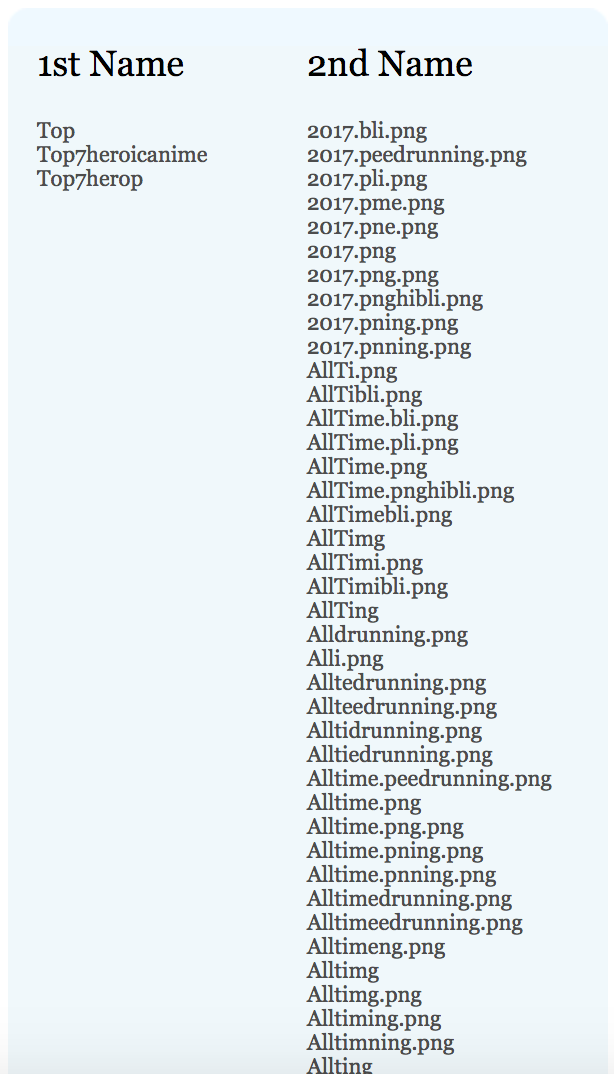 1st Name
Top
Top7heroicanime
Top7herop
2nd Name
2017.bli.png
2017.peedrunning.png
2017.pli.png
2017.pme.png
2017.pne.png
2017.png
2017.png.png
2017.pnghibli.png
2017.pning.png
2017.pnning.png
AllTi.png
AllTibli.png
AllTime.bli.png
AllTime.pli.png
AllTime.png
AllTime.pnghibli.png
AllTimebli.png
AllTimg
AllTimi.png
AllTimibli.png
AllTing
Alldrunning.png
Alli.png
Alltedrunning.png
Allteedrunning.png
Alltidrunning.png
Alltiedrunning.png
Alltime.peedrunning.png
Alltime.png
Alltime.png.png
Alltime.pning.png
Alltime.pnning.png
Alltimedrunning.png
Alltimeedrunning.png
Alltimeng.png
Alltimg
Alltimg.png
Alltiming.png
Alltimning.png
Allting